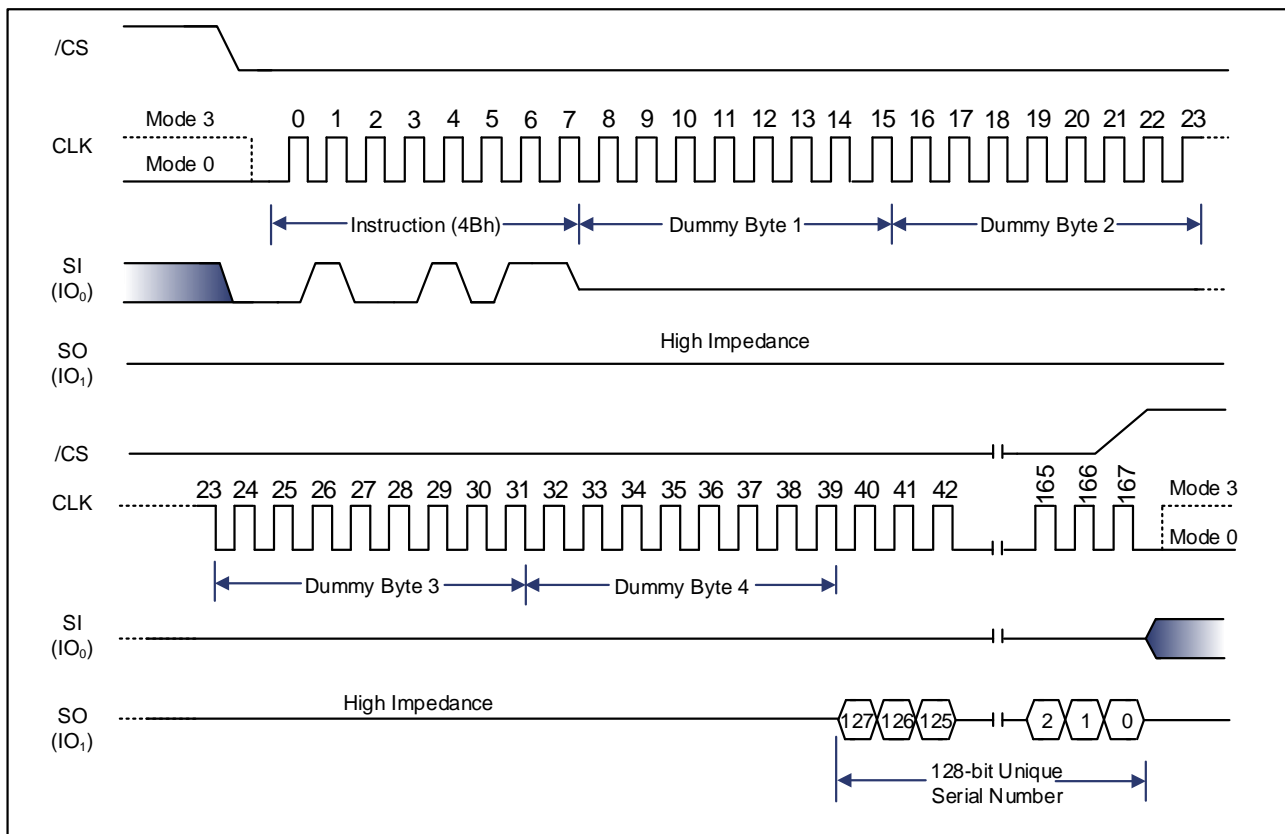 /CS
Mode 3
0 1 2 3 4 5 6 7 8 9 10 11 12 13 14 15 16 17 18 19 20 21 22 23
CLK
Mode 0
Instruction (4Bh) Dummy Byte 1 Dummy Byte 2
SI
(IO₀)
High Impedance
SO
(IO₁)
/CS
23 24 25 26 27 28 29 30 31 32 33 34 35 36 37 38 39 40 41 42 165 166 167
CLK
Mode 3
Mode 0
Dummy Byte 3 Dummy Byte 4
SI
(IO₀)
High Impedance
SO
(IO₁)
127 126 125 2 1 0
128-bit Unique
Serial Number